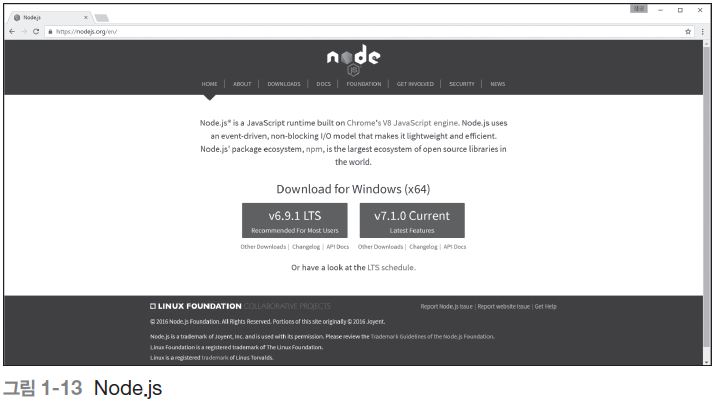 Node.js
https://nodejs.org/en/
node
JS
HOME | ABOUT | DOWNLOADS | DOCS | FOUNDATION | GET INVOLVED | SECURITY | NEWS
Node.js® is a JavaScript runtime built on Chrome's V8 JavaScript engine. Node.js uses
an event-driven, non-blocking I/O model that makes it lightweight and efficient.
Node.js' package ecosystem, npm, is the largest ecosystem of open source libraries in
the world.
Download for Windows (x64)
v6.9.1 LTS
Recommended For Most Users
v7.1.0 Current
Latest Features
Other Downloads | Changelog | API Docs
Other Downloads | Changelog | API Docs
Or have a look at the LTS schedule.
LINUX FOUNDATION COLLABORATIVE PROJECTS
Report Node.js issue | Report website issue | Get Help
© 2016 Node.js Foundation. All Rights Reserved. Portions of this site originally © 2016 Joyent.
Node.js is a trademark of Joyent, Inc. and is used with its permission. Please review the Trademark Guidelines of the Node.js Foundation.
Linux Foundation is a registered trademark of The Linux Foundation.
Linux is a registered trademark of Linus Torvalds.
그림 1-13 Node.js